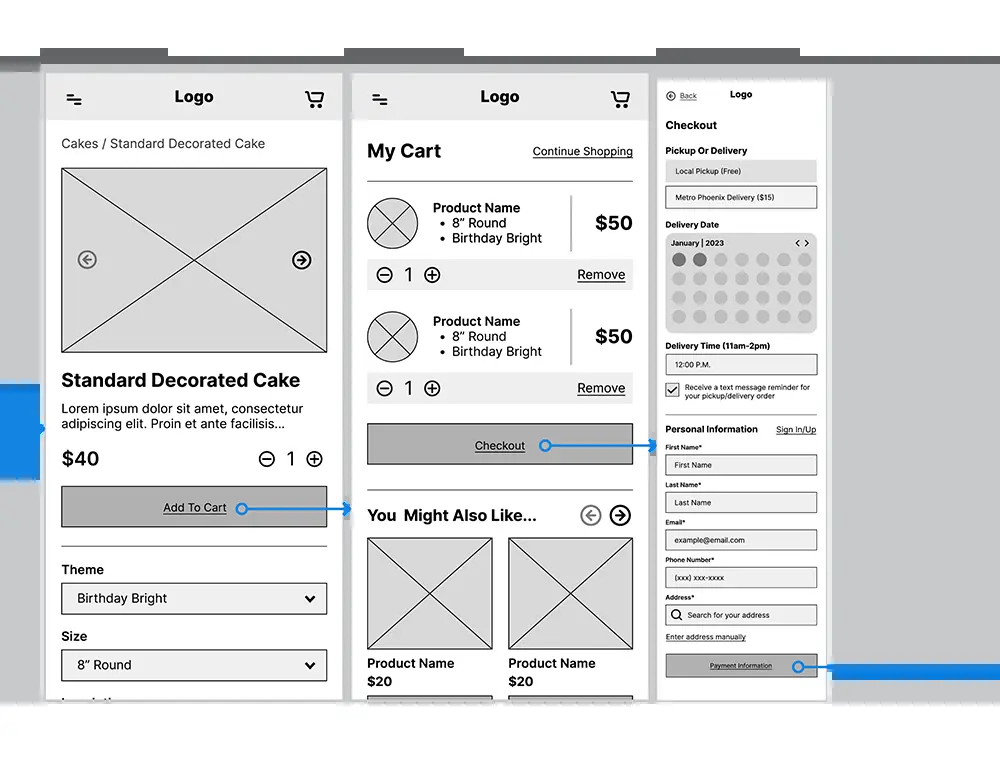 Logo
Cakes / Standard Decorated Cake
Standard Decorated Cake
Lorem ipsum dolor sit amet, consectetur
adipiscing elit. Proin et ante facilisis...
$40
1
Add To Cart
Theme
Birthday Bright
Size
8” Round
Logo
My Cart
Continue Shopping
Product Name
• 8” Round
• Birthday Bright
$50
1
Remove
Product Name
• 8” Round
• Birthday Bright
$50
1
Remove
Checkout
You Might Also Like...
Product Name
$20
Product Name
$20
Back
Logo
Checkout
Pickup Or Delivery
Local Pickup (Free)
Metro Phoenix Delivery ($15)
Delivery Date
January | 2023
Delivery Time (11am-2pm)
12:00 P.M.
Receive a text message reminder for
your pickup/delivery order
Personal Information
Sign In/Up
First Name*
First Name
Last Name*
Last Name
Email*
example@email.com
Phone Number*
(xxx) xxx-xxxx
Address*
Search for your address
Enter address manually
Payment Information